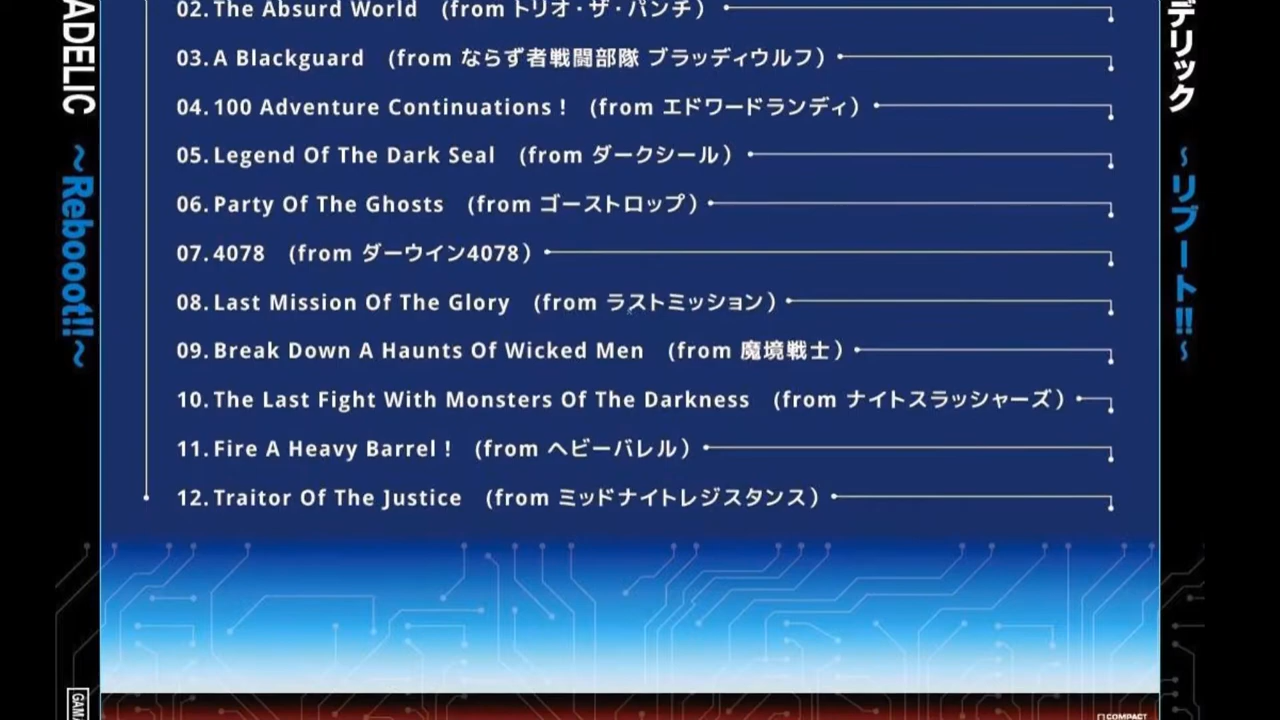 02. The Absurd World (from トリオ・ザ・パンチ)
03. A Blackguard (from ならず者戦闘部隊 ブラッディウルフ)
04. 100 Adventure Continuations ! (from エドワードランディ)
05. Legend Of The Dark Seal (from ダークシール)
06. Party Of The Ghosts (from ゴーストロップ)
07. 4078 (from ダーウイン4078)
08. Last Mission Of The Glory (from ラストミッション)
09. Break Down A Haunts Of Wicked Men (from 魔境戦士)
10. The Last Fight With Monsters Of The Darkness (from ナイトスラッシャーズ)
11. Fire A Heavy Barrel ! (from ヘビーバレル)
12. Traitor Of The Justice (from ミッドナイトレジスタンス)
ADELIC ～Rebooot!!～
デリック ～リブート!!～
COMPACT